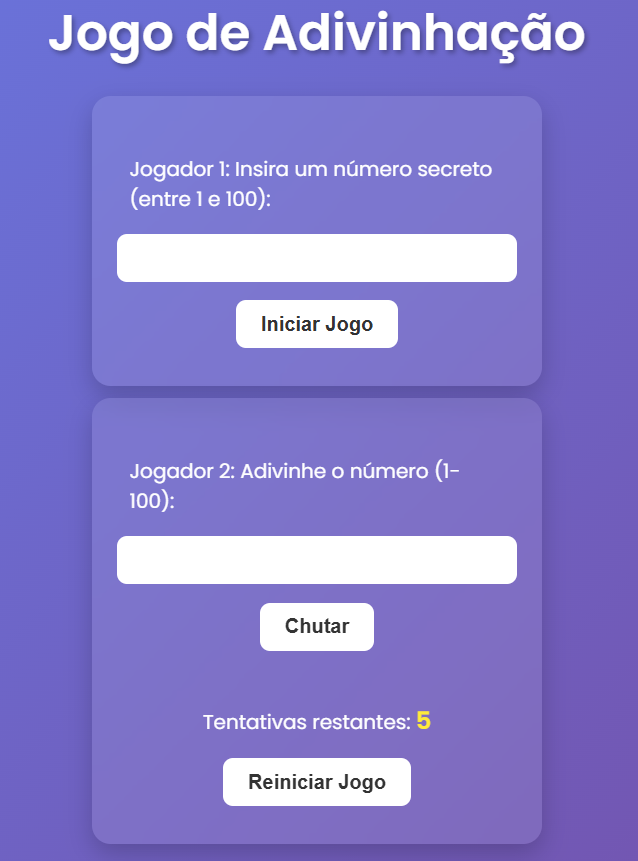 Jogo de Adivinhação
Jogador 1: Insira um número secreto
(entre 1 e 100):
Iniciar Jogo
Jogador 2: Adivinhe o número (1-
100):
Chutar
Tentativas restantes: 5
Reiniciar Jogo